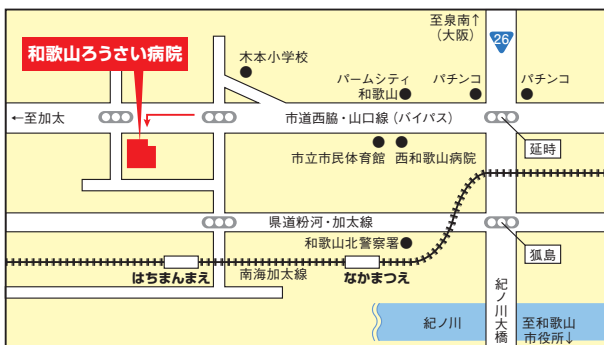 至泉南↑
(大阪)
26
和歌山ろうさい病院
木本小学校
パームシティ
和歌山
パチンコ
パチンコ
←至加太
市道西脇・山口線(バイパス)
延時
市立市民体育館
西和歌山病院
県道粉河・加太線
和歌山北警察署
狐島
はちまんまえ
南海加太線
なかまつえ
紀ノ川
紀ノ川大橋
至和歌山
市役所↓